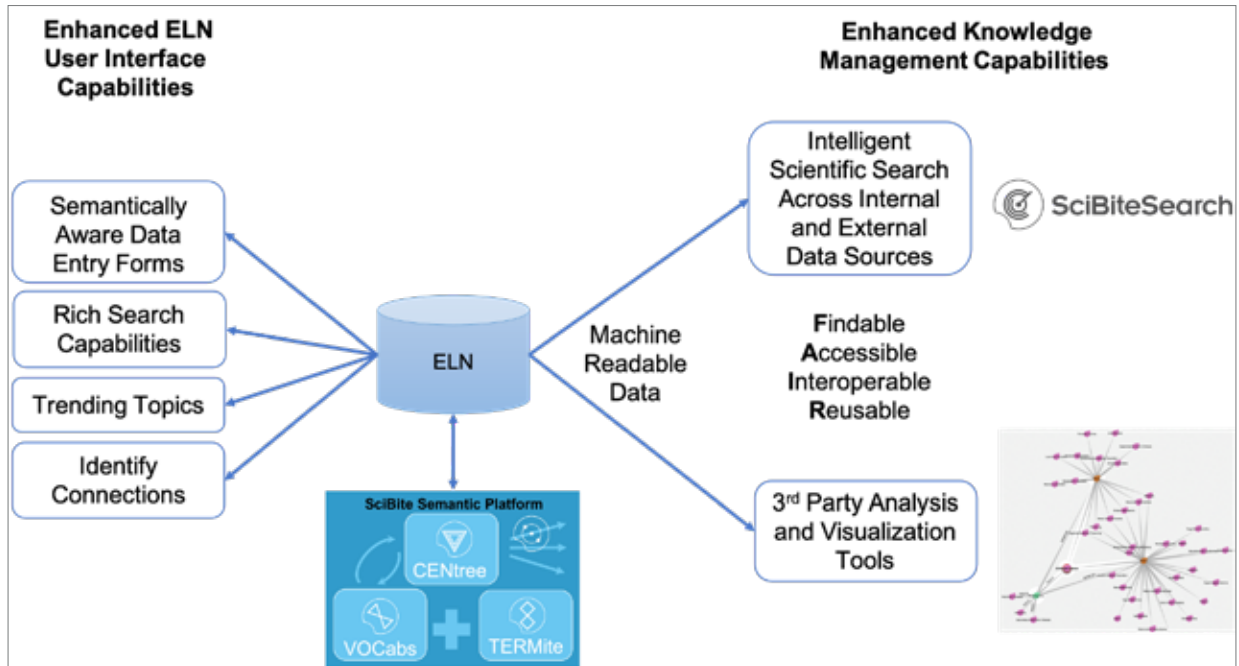 Enhanced ELN
User Interface
Capabilities
Enhanced Knowledge
Management Capabilities
Semantically
Aware Data
Entry Forms
Rich Search
Capabilities
Trending Topics
Identify
Connections
ELN
Machine
Readable
Data
Intelligent
Scientific Search
Across Internal
and External
Data Sources
SciBiteSearch
Findable
Accessible
Interoperable
Reusable
3rd Party Analysis
and Visualization
Tools
SciBite Semantic Platform
CENtree
VOCabs
TERMite